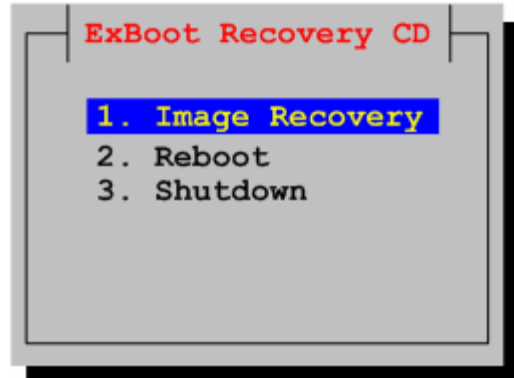 ExBoot Recovery CD
1. Image Recovery
2. Reboot
3. Shutdown